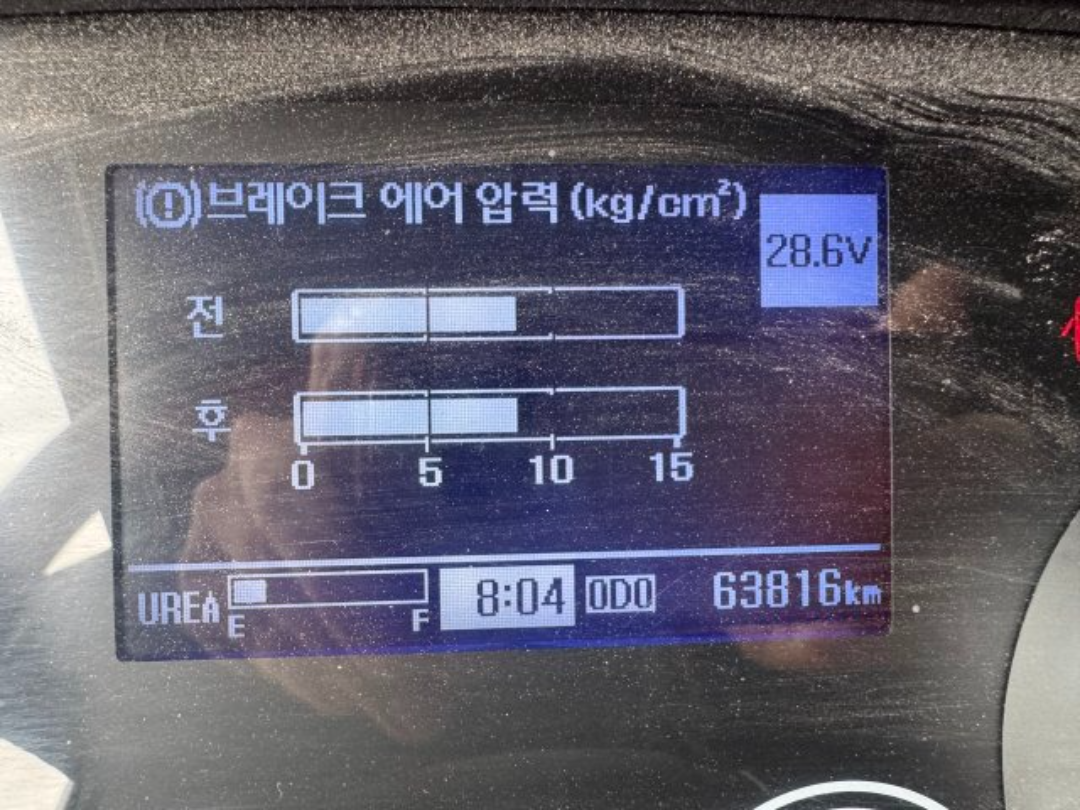 (!) 브레이크 에어 압력 (kg/cm²)
28.6V
전
후
0 5 10 15
UREA E F 8:04 ODO 63816km